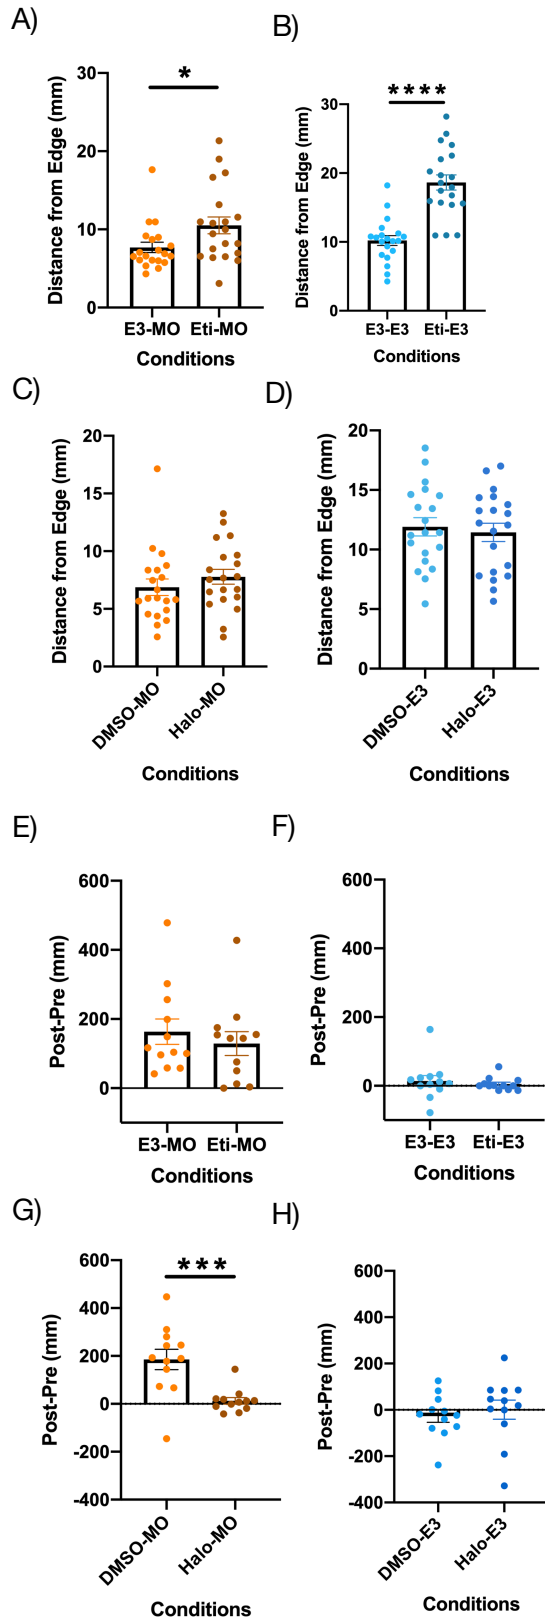 A)
*
Distance from Edge (mm)
30
20
10
0
E3-MO Eti-MO
Conditions
B)
****
Distance from Edge (mm)
30
20
10
0
E3-E3 Eti-E3
Conditions
C)
Distance from Edge (mm)
20
15
10
5
0
DMSO-MO
Halo-MO
Conditions
D)
Distance from Edge (mm)
20
15
10
5
0
DMSO-E3
Halo-E3
Conditions
E)
Post-Pre (mm)
600
400
200
0
E3-MO Eti-MO
Conditions
F)
Post-Pre (mm)
600
400
200
0
E3-E3 Eti-E3
Conditions
G)
***
Post-Pre (mm)
600
400
200
0
-200
-400
DMSO-MO
Halo-MO
Conditions
H)
Post-Pre (mm)
600
400
200
0
-200
-400
DMSO-E3
Halo-E3
Conditions